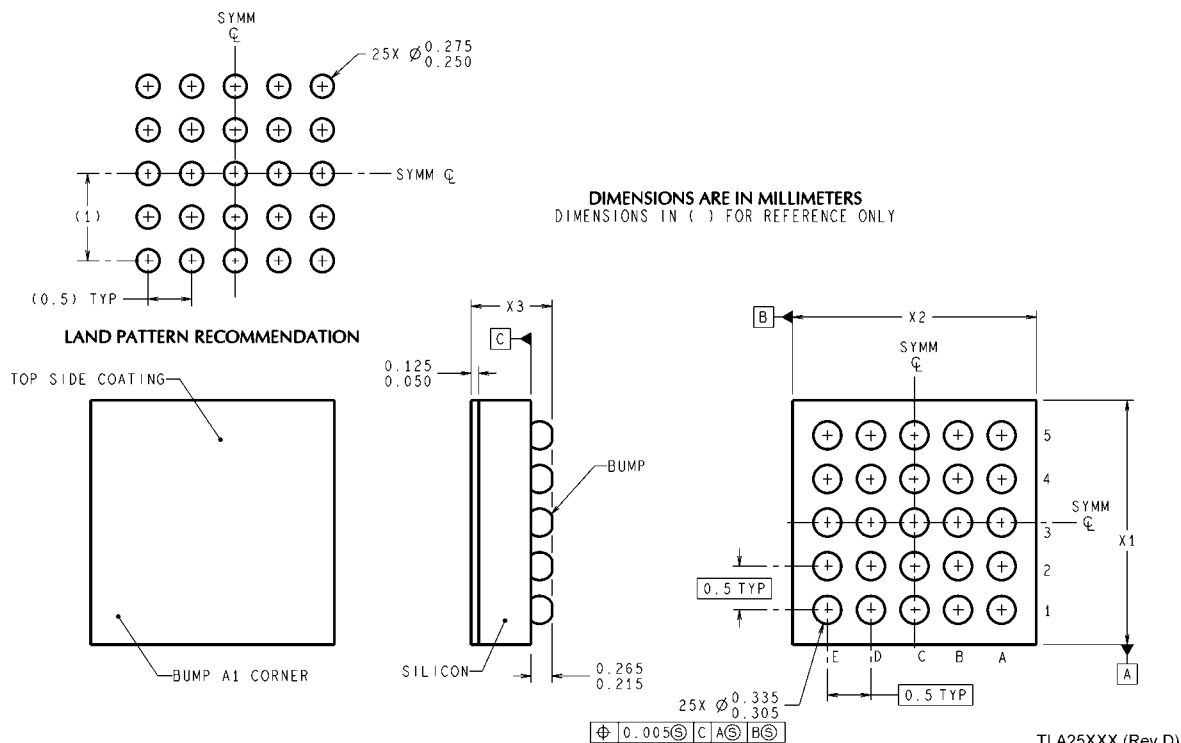 SYMM
℄
25X Ø0.275
0.250
SYMM ℄
(1)
(0.5) TYP
LAND PATTERN RECOMMENDATION
DIMENSIONS ARE IN MILLIMETERS
DIMENSIONS IN ( ) FOR REFERENCE ONLY
TOP SIDE COATING
BUMP A1 CORNER
X3
C
0.125
0.050
BUMP
SILICON
0.265
0.215
B
X2
SYMM
℄
5
4
SYMM
℄
3
X1
2
0.5 TYP
1
E D C B A
A
0.5 TYP
25X Ø0.335
0.305
⌖ 0.005Ⓢ C AⓈ BⓈ
TLA25XXX (Rev D)